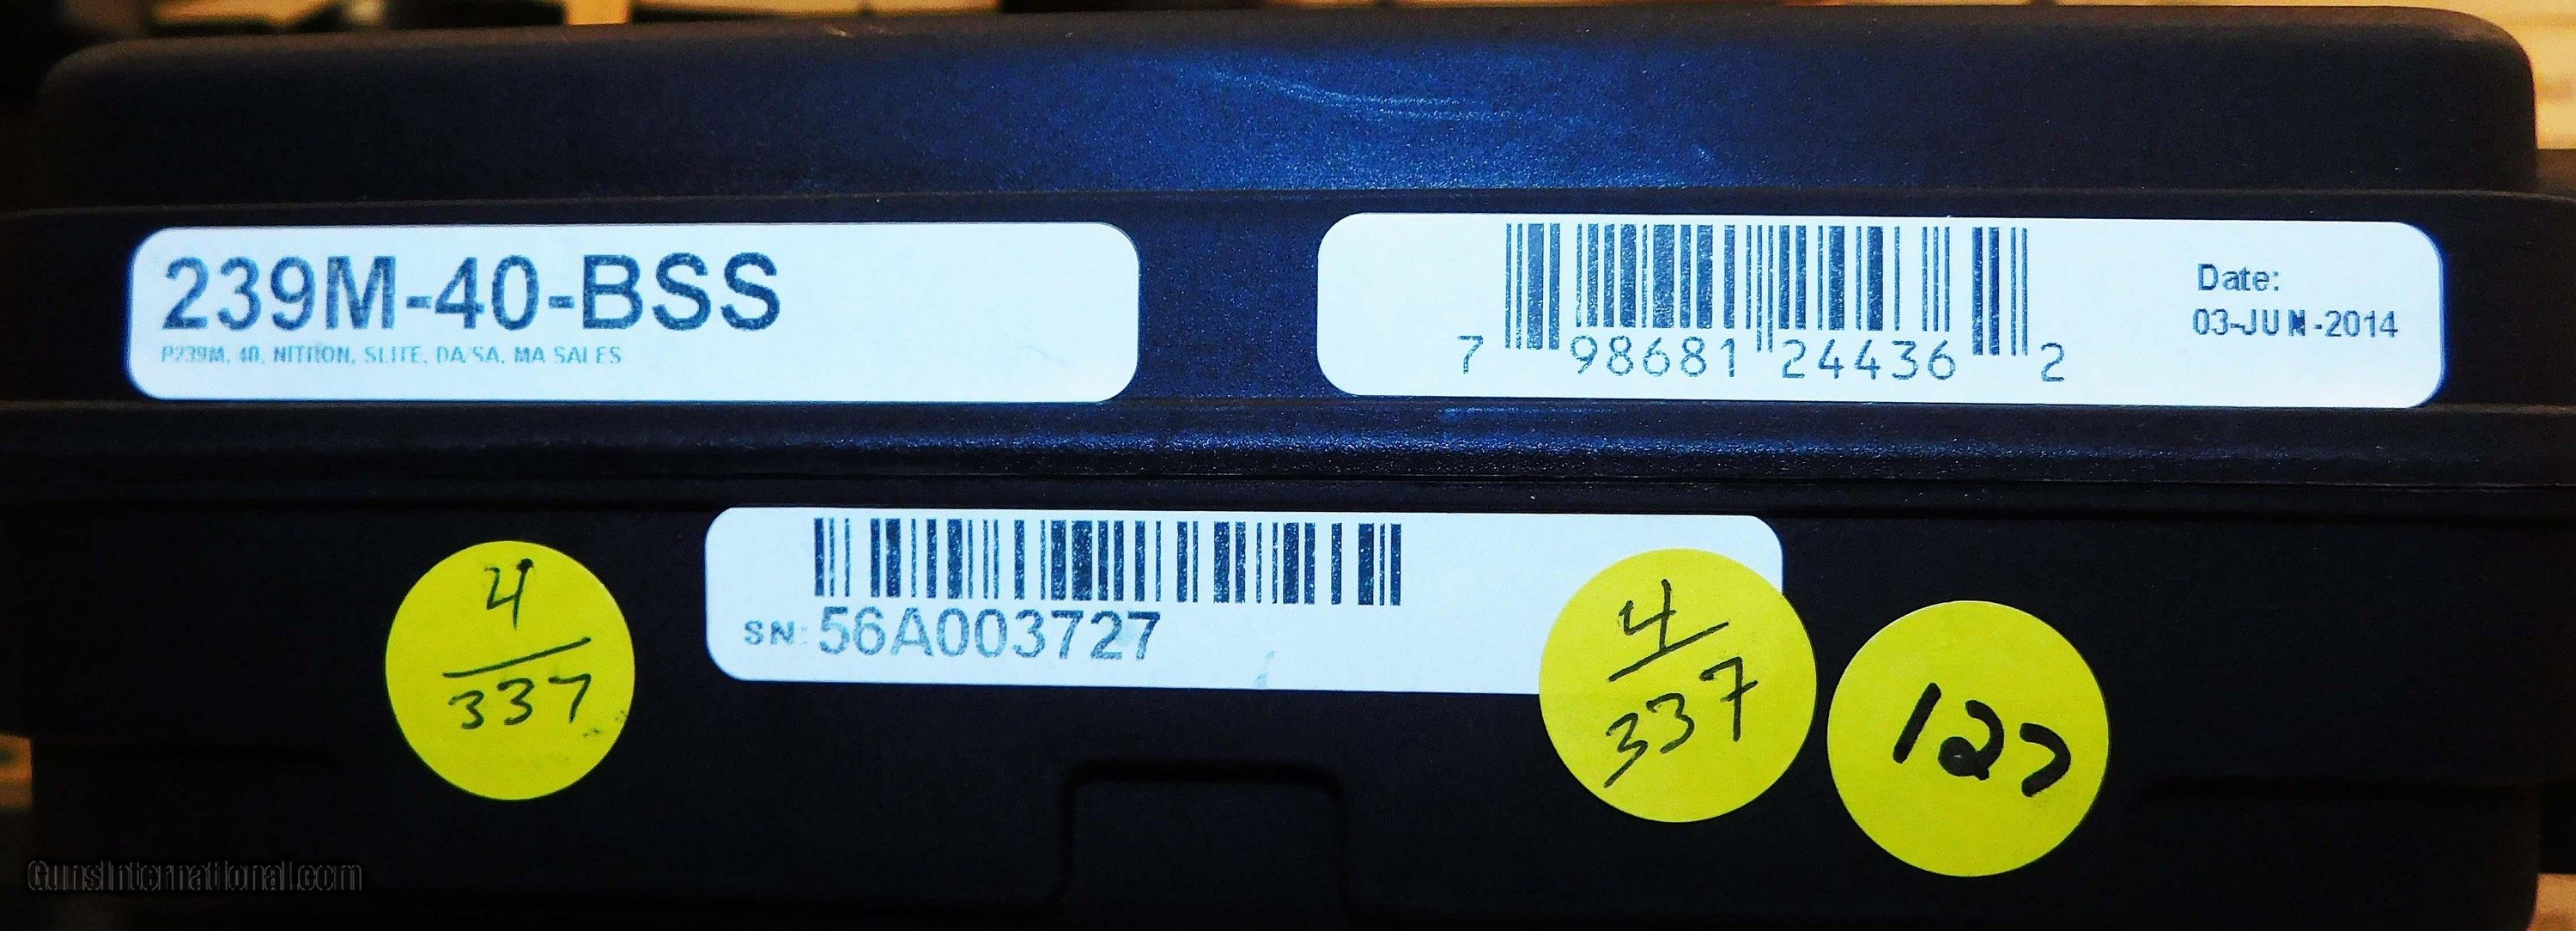 239M-40-BSS
P239M, 40, NITRON, SLITE, DA/SA, MA SALES
7 98681 24436 2
Date:
03-JUN-2014
SN: 56A003727
4
337
4
337
127
GunsInternational.com